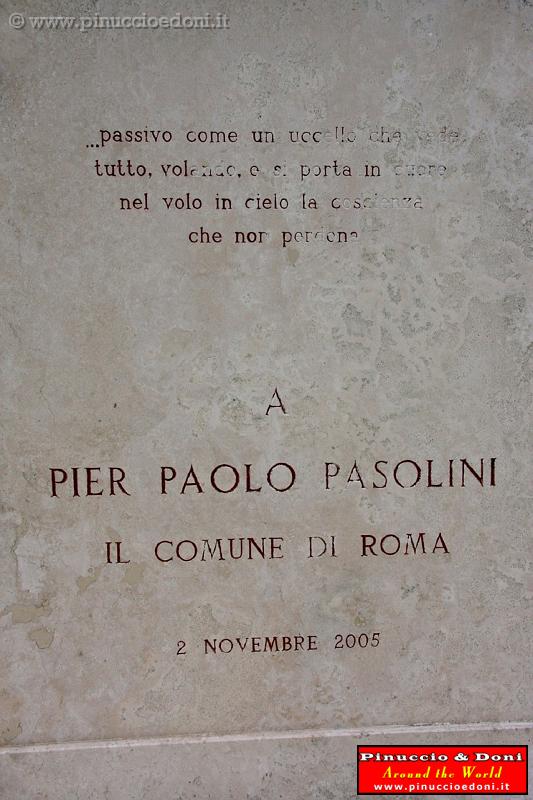 © www.pinuccioedoni.it
...passivo come un uccello che vede
tutto, volando, e si porta in cuore
nel volo in cielo la coscienza
che non perdona
A
PIER PAOLO PASOLINI
IL COMUNE DI ROMA
2 NOVEMBRE 2005
Pinuccio & Doni
Around the World
www.pinuccioedoni.it